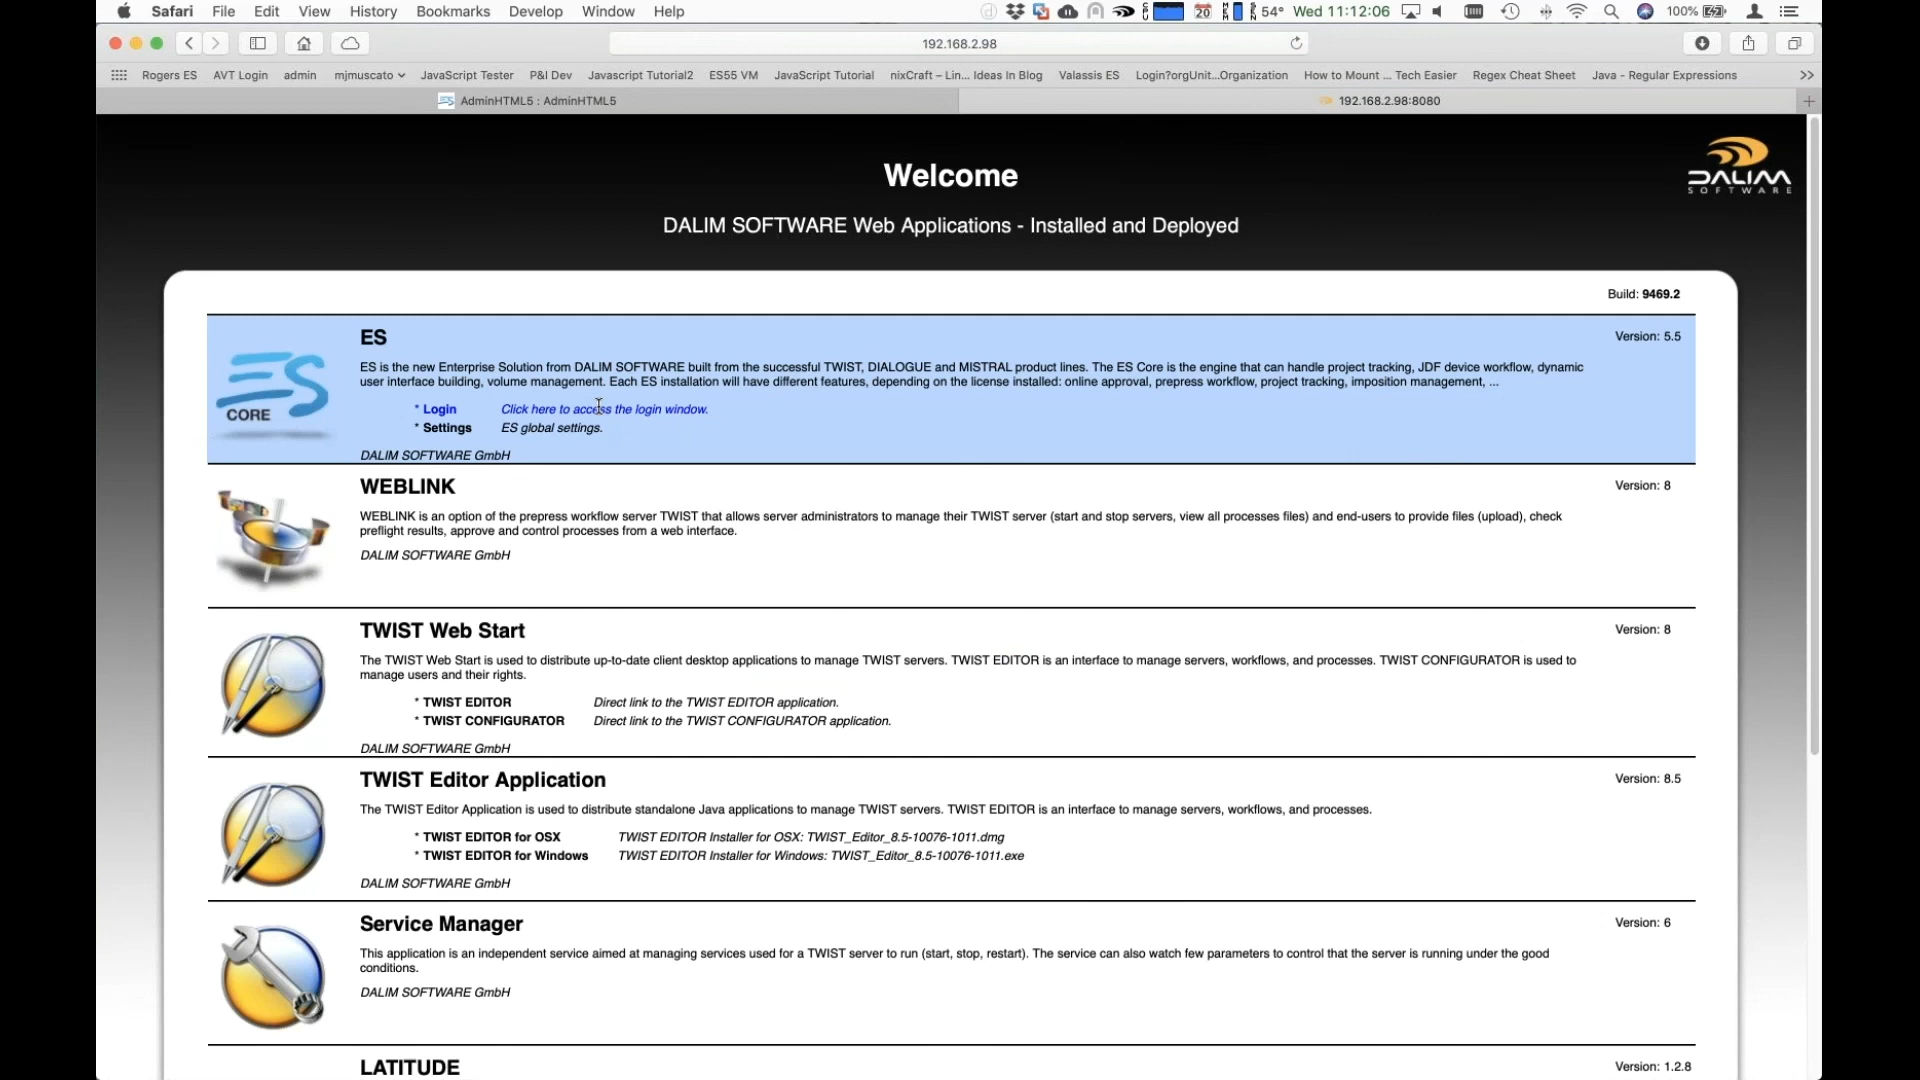 Safari File Edit View History Bookmarks Develop Window Help 20 54° Wed 11:12:06 100%
192.168.2.98
Rogers ES AVT Login admin mjmuscato JavaScript Tester P&I Dev Javascript Tutorial2 ES55 VM JavaScript Tutorial nixCraft – Lin... Ideas In Blog Valassis ES Login?orgUnit...Organization How to Mount ... Tech Easier Regex Cheat Sheet Java - Regular Expressions >>
AdminHTML5 : AdminHTML5 192.168.2.98:8080
Welcome
DALIM
SOFTWARE
DALIM SOFTWARE Web Applications - Installed and Deployed
Build: 9469.2
ES Version: 5.5
ES is the new Enterprise Solution from DALIM SOFTWARE built from the successful TWIST, DIALOGUE and MISTRAL product lines. The ES Core is the engine that can handle project tracking, JDF device workflow, dynamic
user interface building, volume management. Each ES installation will have different features, depending on the license installed: online approval, prepress workflow, project tracking, imposition management, ...
ES
CORE
* Login Click here to access the login window.
* Settings ES global settings.
DALIM SOFTWARE GmbH
WEBLINK Version: 8
WEBLINK is an option of the prepress workflow server TWIST that allows server administrators to manage their TWIST server (start and stop servers, view all processes files) and end-users to provide files (upload), check
preflight results, approve and control processes from a web interface.
DALIM SOFTWARE GmbH
TWIST Web Start Version: 8
The TWIST Web Start is used to distribute up-to-date client desktop applications to manage TWIST servers. TWIST EDITOR is an interface to manage servers, workflows, and processes. TWIST CONFIGURATOR is used to
manage users and their rights.
* TWIST EDITOR Direct link to the TWIST EDITOR application.
* TWIST CONFIGURATOR Direct link to the TWIST CONFIGURATOR application.
DALIM SOFTWARE GmbH
TWIST Editor Application Version: 8.5
The TWIST Editor Application is used to distribute standalone Java applications to manage TWIST servers. TWIST EDITOR is an interface to manage servers, workflows, and processes.
* TWIST EDITOR for OSX TWIST EDITOR Installer for OSX: TWIST_Editor_8.5-10076-1011.dmg
* TWIST EDITOR for Windows TWIST EDITOR Installer for Windows: TWIST_Editor_8.5-10076-1011.exe
DALIM SOFTWARE GmbH
Service Manager Version: 6
This application is an independent service aimed at managing services used for a TWIST server to run (start, stop, restart). The service can also watch few parameters to control that the server is running under the good
conditions.
DALIM SOFTWARE GmbH
LATITUDE Version: 1.2.8